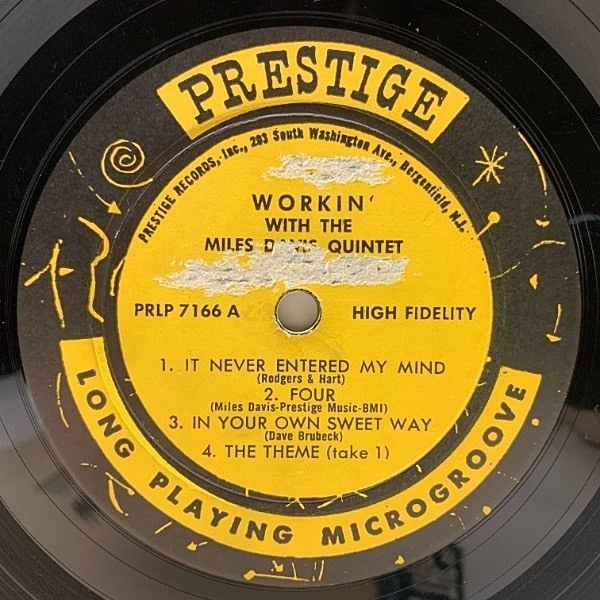 PRESTIGE
PRESTIGE RECORDS, Inc., 203 South Washington Ave., Bergenfield, N.J.
WORKIN'
WITH THE
MILES QUINTET
PRLP 7166 A HIGH FIDELITY
1. IT NEVER ENTERED MY MIND
(Rodgers & Hart)
2. FOUR
(Miles Davis-Prestige Music-BMI)
3. IN YOUR OWN SWEET WAY
(Dave Brubeck)
4. THE THEME (take 1)
LONG PLAYING MICROGROOVE